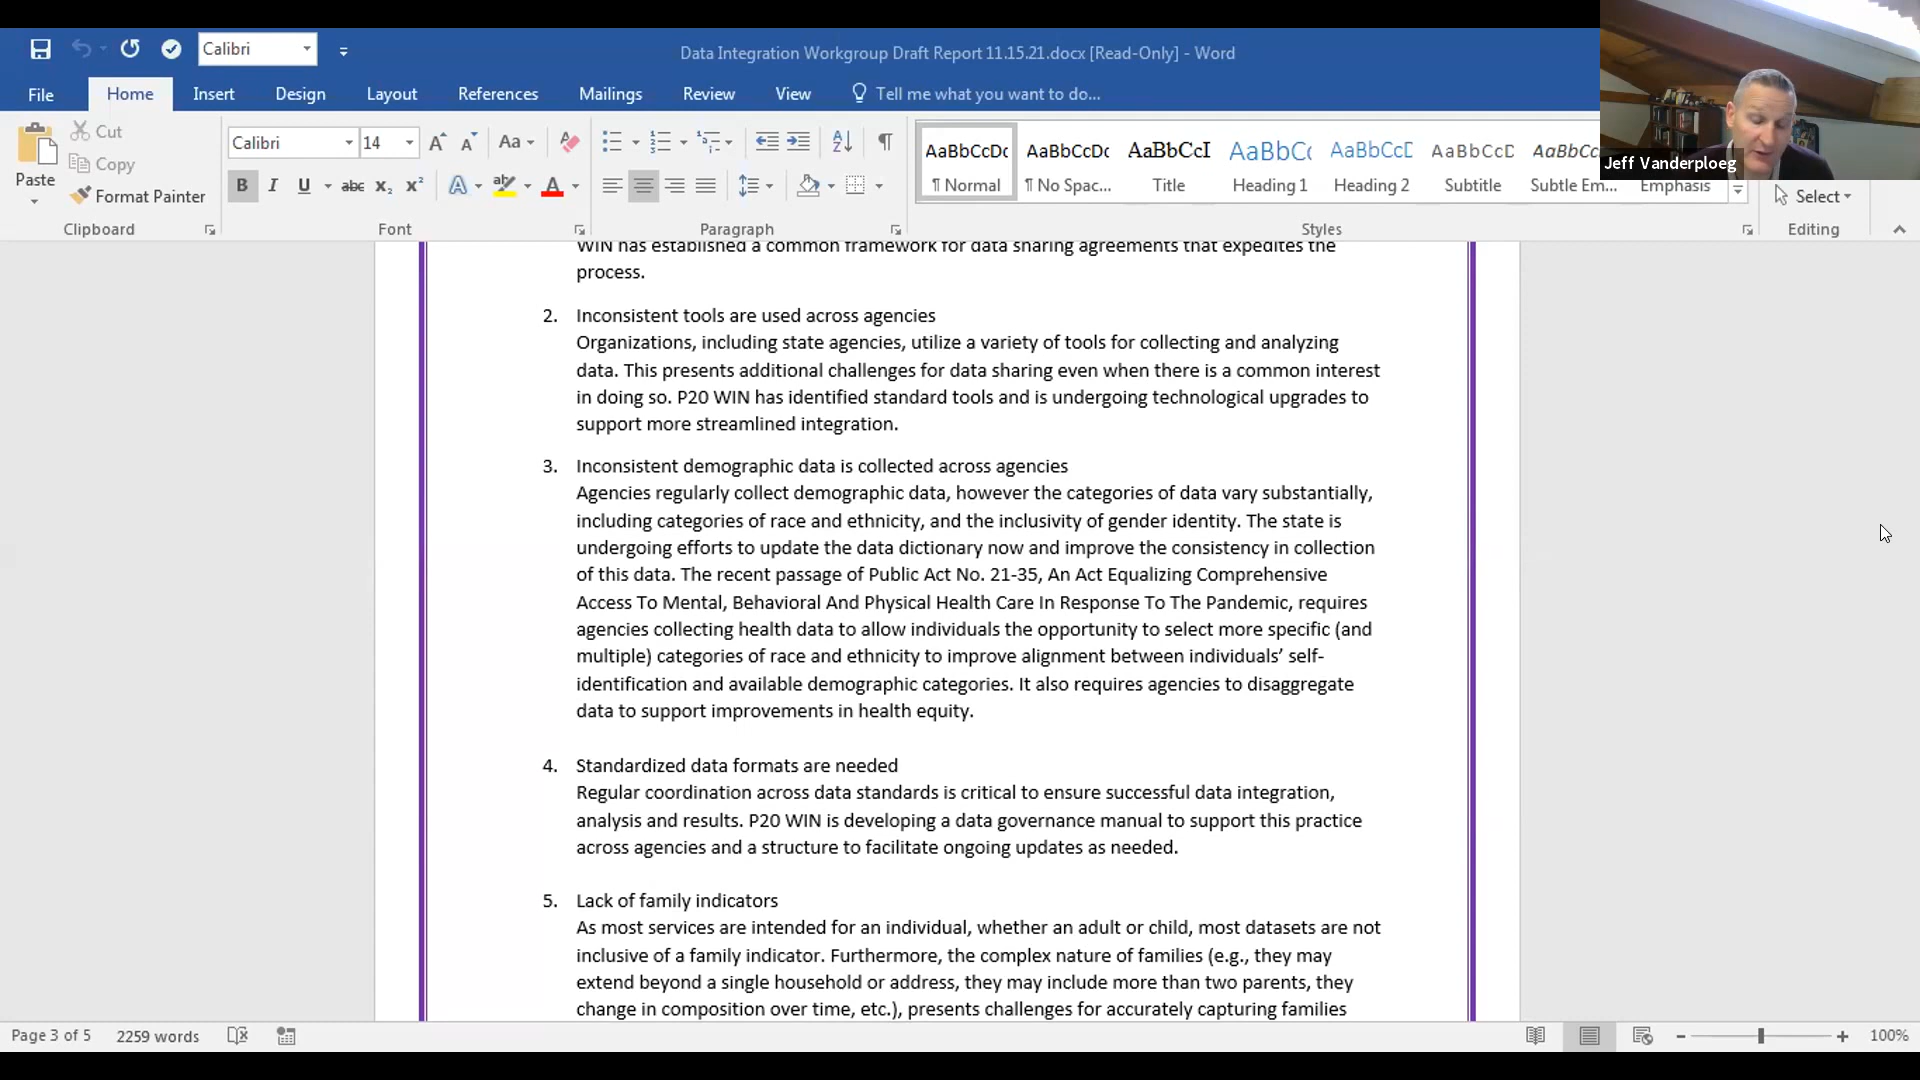 Calibri
Data Integration Workgroup Draft Report 11.15.21.docx [Read-Only] - Word
File Home Insert Design Layout References Mailings Review View Tell me what you want to do...
Jeff Vanderploeg
Paste
Cut
Copy
Format Painter
Clipboard
Calibri 14
Font
Paragraph
AaBbCcDc AaBbCcDc AaBbCcI AaBbC( AaBbCcD AaBbCcD AaBbCc
¶ Normal ¶ No Spac... Title Heading 1 Heading 2 Subtitle Subtle Em... Emphasis
Styles
Select
Editing
WIN has established a common framework for data sharing agreements that expedites the
process.
2. Inconsistent tools are used across agencies
Organizations, including state agencies, utilize a variety of tools for collecting and analyzing
data. This presents additional challenges for data sharing even when there is a common interest
in doing so. P20 WIN has identified standard tools and is undergoing technological upgrades to
support more streamlined integration.
3. Inconsistent demographic data is collected across agencies
Agencies regularly collect demographic data, however the categories of data vary substantially,
including categories of race and ethnicity, and the inclusivity of gender identity. The state is
undergoing efforts to update the data dictionary now and improve the consistency in collection
of this data. The recent passage of Public Act No. 21-35, An Act Equalizing Comprehensive
Access To Mental, Behavioral And Physical Health Care In Response To The Pandemic, requires
agencies collecting health data to allow individuals the opportunity to select more specific (and
multiple) categories of race and ethnicity to improve alignment between individuals’ self-
identification and available demographic categories. It also requires agencies to disaggregate
data to support improvements in health equity.
4. Standardized data formats are needed
Regular coordination across data standards is critical to ensure successful data integration,
analysis and results. P20 WIN is developing a data governance manual to support this practice
across agencies and a structure to facilitate ongoing updates as needed.
5. Lack of family indicators
As most services are intended for an individual, whether an adult or child, most datasets are not
inclusive of a family indicator. Furthermore, the complex nature of families (e.g., they may
extend beyond a single household or address, they may include more than two parents, they
change in composition over time, etc.), presents challenges for accurately capturing families
Page 3 of 5 2259 words 100%